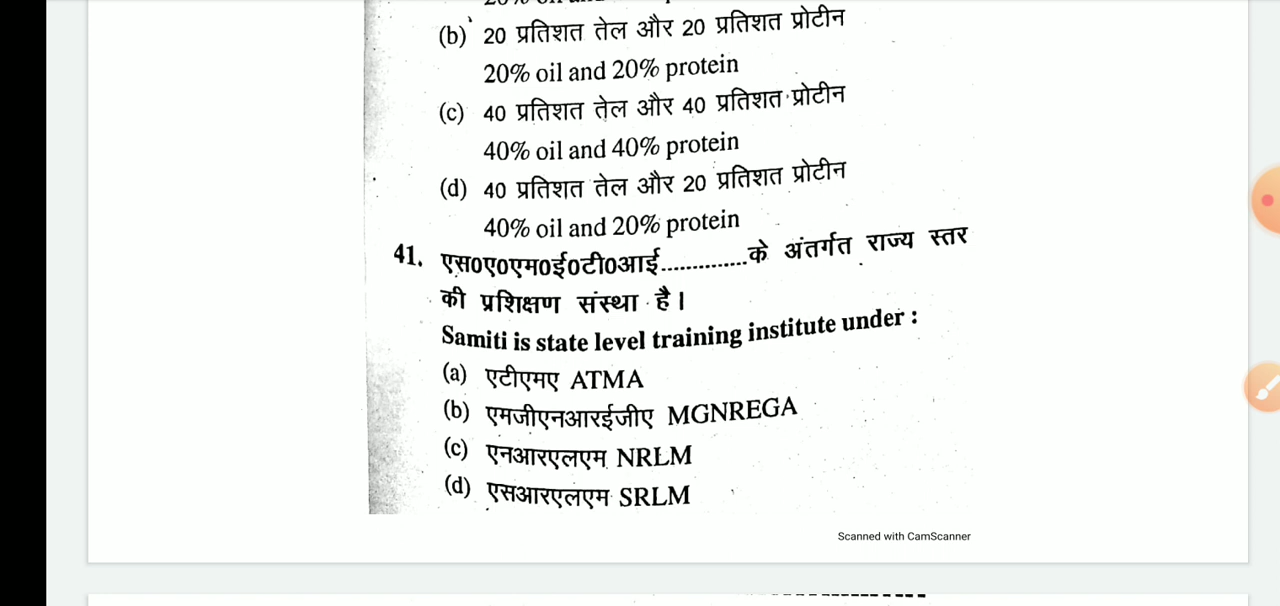 (b) 20 प्रतिशत तेल और 20 प्रतिशत प्रोटीन
20% oil and 20% protein
(c) 40 प्रतिशत तेल और 40 प्रतिशत प्रोटीन
40% oil and 40% protein
(d) 40 प्रतिशत तेल और 20 प्रतिशत प्रोटीन
40% oil and 20% protein
41. एस०ए०एम०ई०टी०आई..............के अंतर्गत राज्य स्तर
की प्रशिक्षण संस्था है।
Samiti is state level training institute under :
(a) एटीएमए ATMA
(b) एमजीएनआरईजीए MGNREGA
(c) एनआरएलएम NRLM
(d) एसआरएलएम SRLM
Scanned with CamScanner